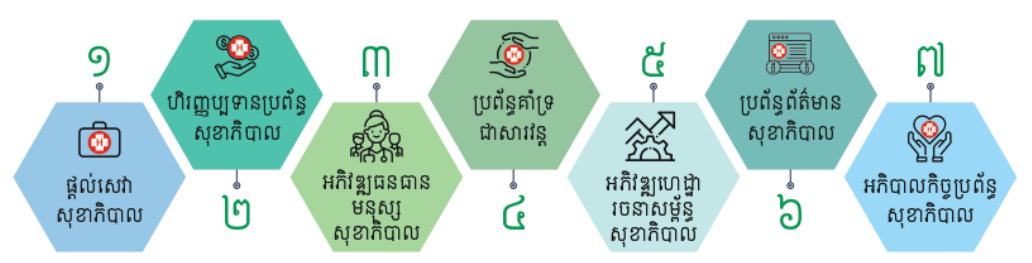 ១
ផ្តល់សេវា
សុខាភិបាល
ហិរញ្ញប្បទានប្រព័ន្ធ
សុខាភិបាល
២
៣
អភិវឌ្ឍធនធាន
មនុស្ស
សុខាភិបាល
ប្រព័ន្ធគាំទ្រ
ជាសារវន្ត
៤
៥
អភិវឌ្ឍហេដ្ឋា
រចនាសម្ព័ន្ធ
សុខាភិបាល
ប្រព័ន្ធព័ត៌មាន
សុខាភិបាល
៦
៧
អភិបាលកិច្ចប្រព័ន្ធ
សុខាភិបាល